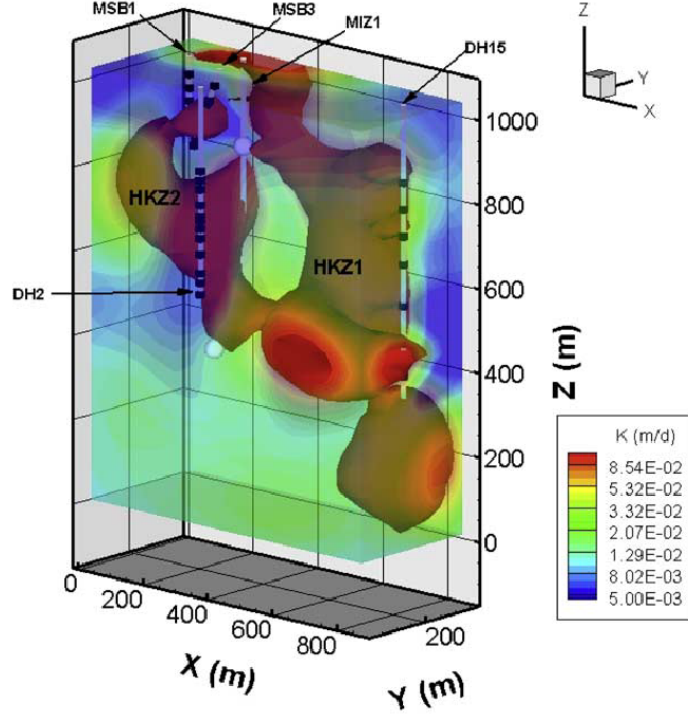 MSB1
MSB3
MIZ1
DH15
Z
Y
X
HKZ2
HKZ1
DH2
1000
800
600
400
200
0
Z (m)
K (m/d)
8.54E-02
5.32E-02
3.32E-02
2.07E-02
1.29E-02
8.02E-03
5.00E-03
0
200
400
600
800
X (m)
200
Y (m)